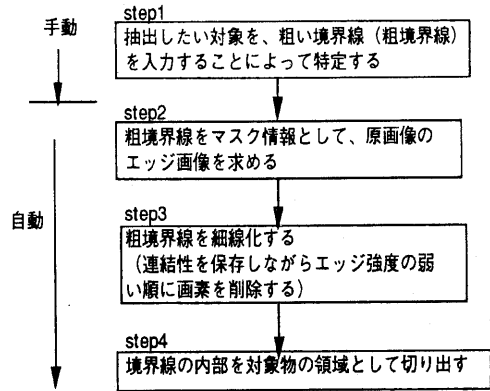 手動
step1
抽出したい対象を、粗い境界線（粗境界線）
を入力することによって特定する
step2
粗境界線をマスク情報として、原画像の
エッジ画像を求める
自動
step3
粗境界線を細線化する
（連結性を保存しながらエッジ強度の弱
い順に画素を削除する）
step4
境界線の内部を対象物の領域として切り出す